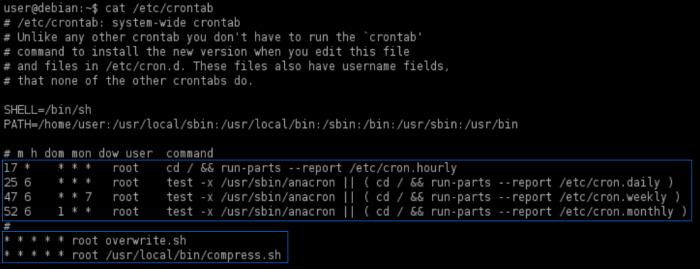 user@debian:~$ cat /etc/crontab
# /etc/crontab: system-wide crontab
# Unlike any other crontab you don't have to run the `crontab'
# command to install the new version when you edit this file
# and files in /etc/cron.d. These files also have username fields,
# that none of the other crontabs do.
SHELL=/bin/sh
PATH=/home/user:/usr/local/sbin:/usr/local/bin:/sbin:/bin:/usr/sbin:/usr/bin
# m h dom mon dow user  command
17 *    * * *   root    cd / && run-parts --report /etc/cron.hourly
25 6    * * *   root    test -x /usr/sbin/anacron || ( cd / && run-parts --report /etc/cron.daily )
47 6    * * 7   root    test -x /usr/sbin/anacron || ( cd / && run-parts --report /etc/cron.weekly )
52 6    1 * *   root    test -x /usr/sbin/anacron || ( cd / && run-parts --report /etc/cron.monthly )
#
* * * * * root overwrite.sh
* * * * * root /usr/local/bin/compress.sh